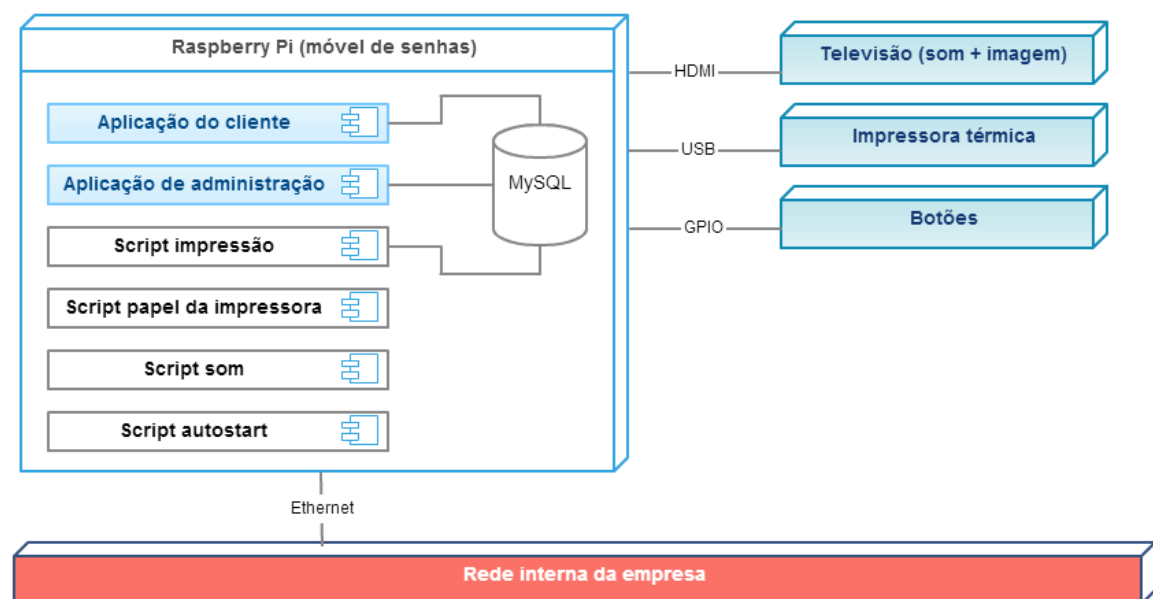 Raspberry Pi (móvel de senhas)
Aplicação do cliente
Aplicação de administração
Script impressão
Script papel da impressora
Script som
Script autostart
MySQL
HDMI
Televisão (som + imagem)
USB
Impressora térmica
GPIO
Botões
Ethernet
Rede interna da empresa